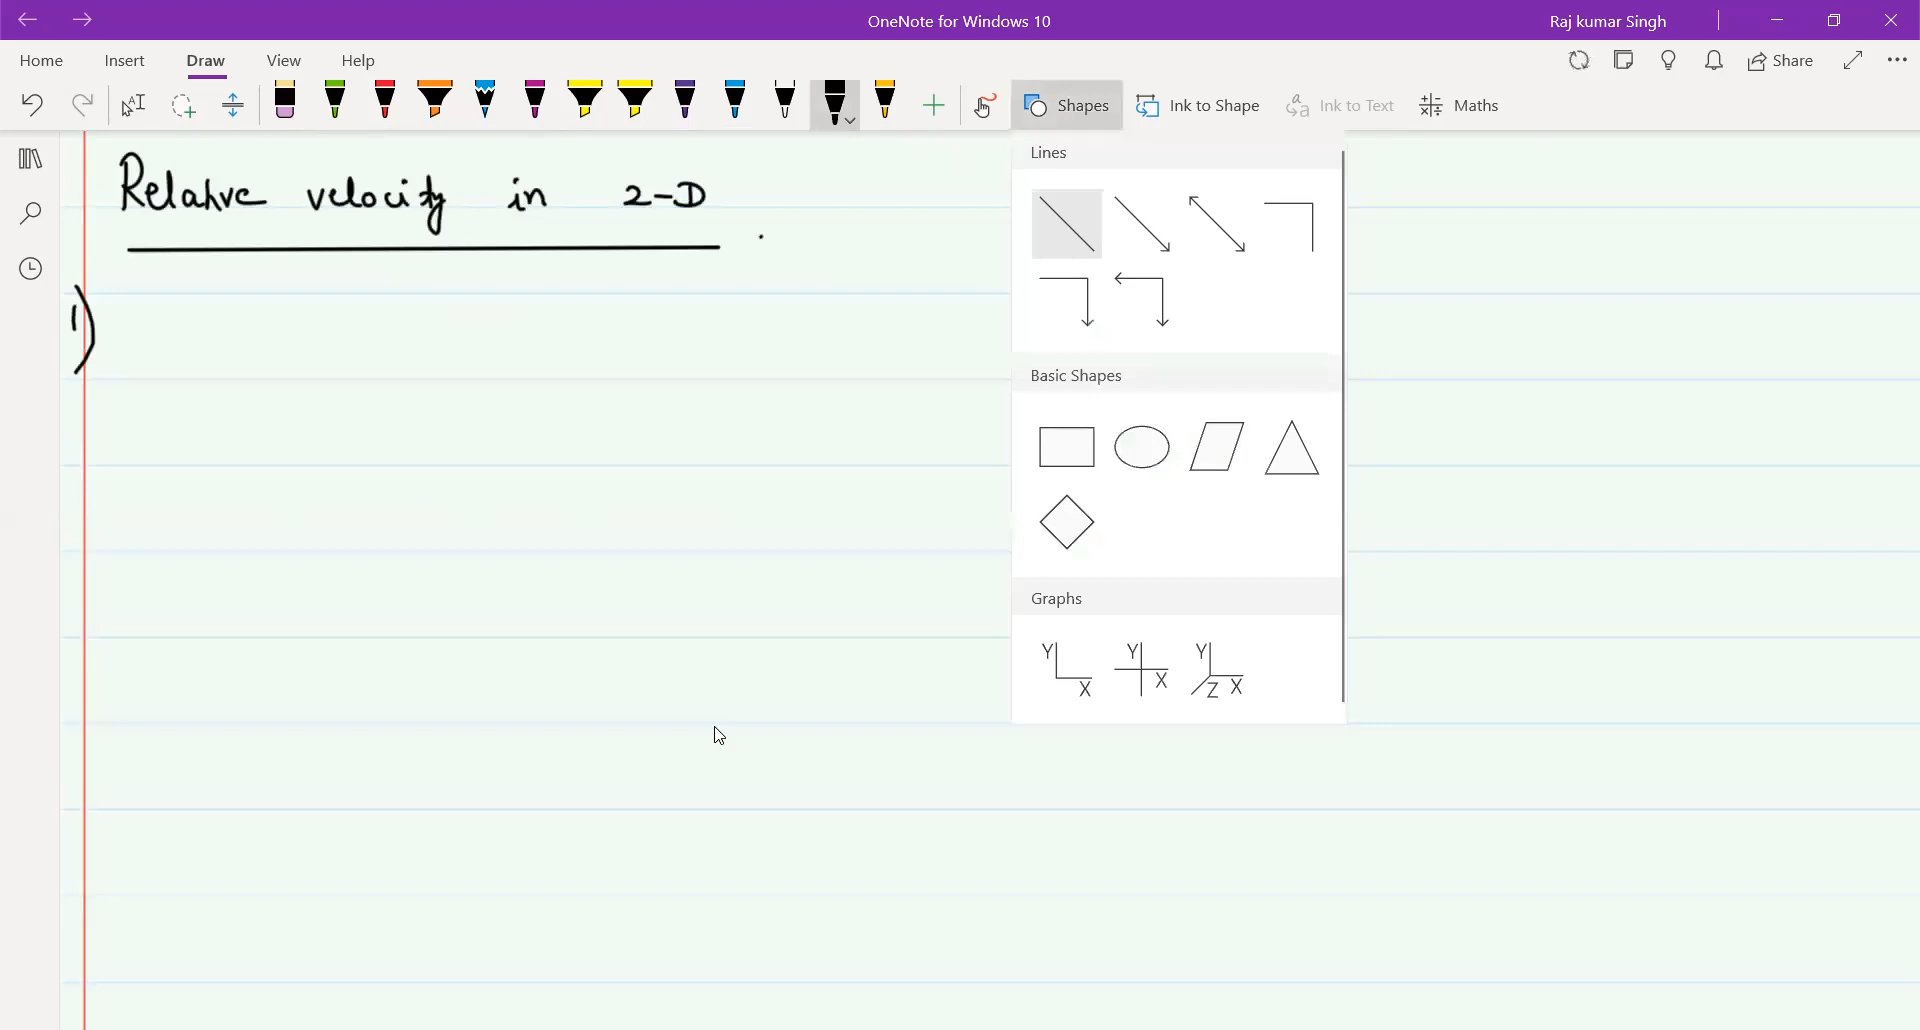 OneNote for Windows 10
Raj kumar Singh
Home Insert Draw View Help
Share
Shapes Ink to Shape Ink to Text Maths
Lines
Relative velocity in 2-D
1)
Basic Shapes
Graphs
Y X Y X Y Z X